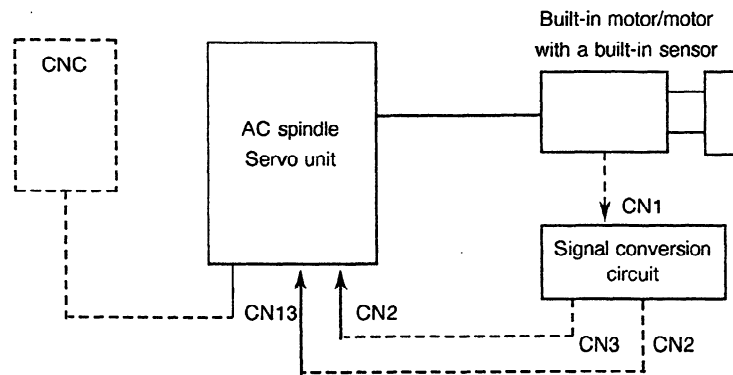 Built-in motor/motor
with a built-in sensor
CNC
AC spindle
Servo unit
CN1
Signal conversion
circuit
CN13
CN2
CN3
CN2